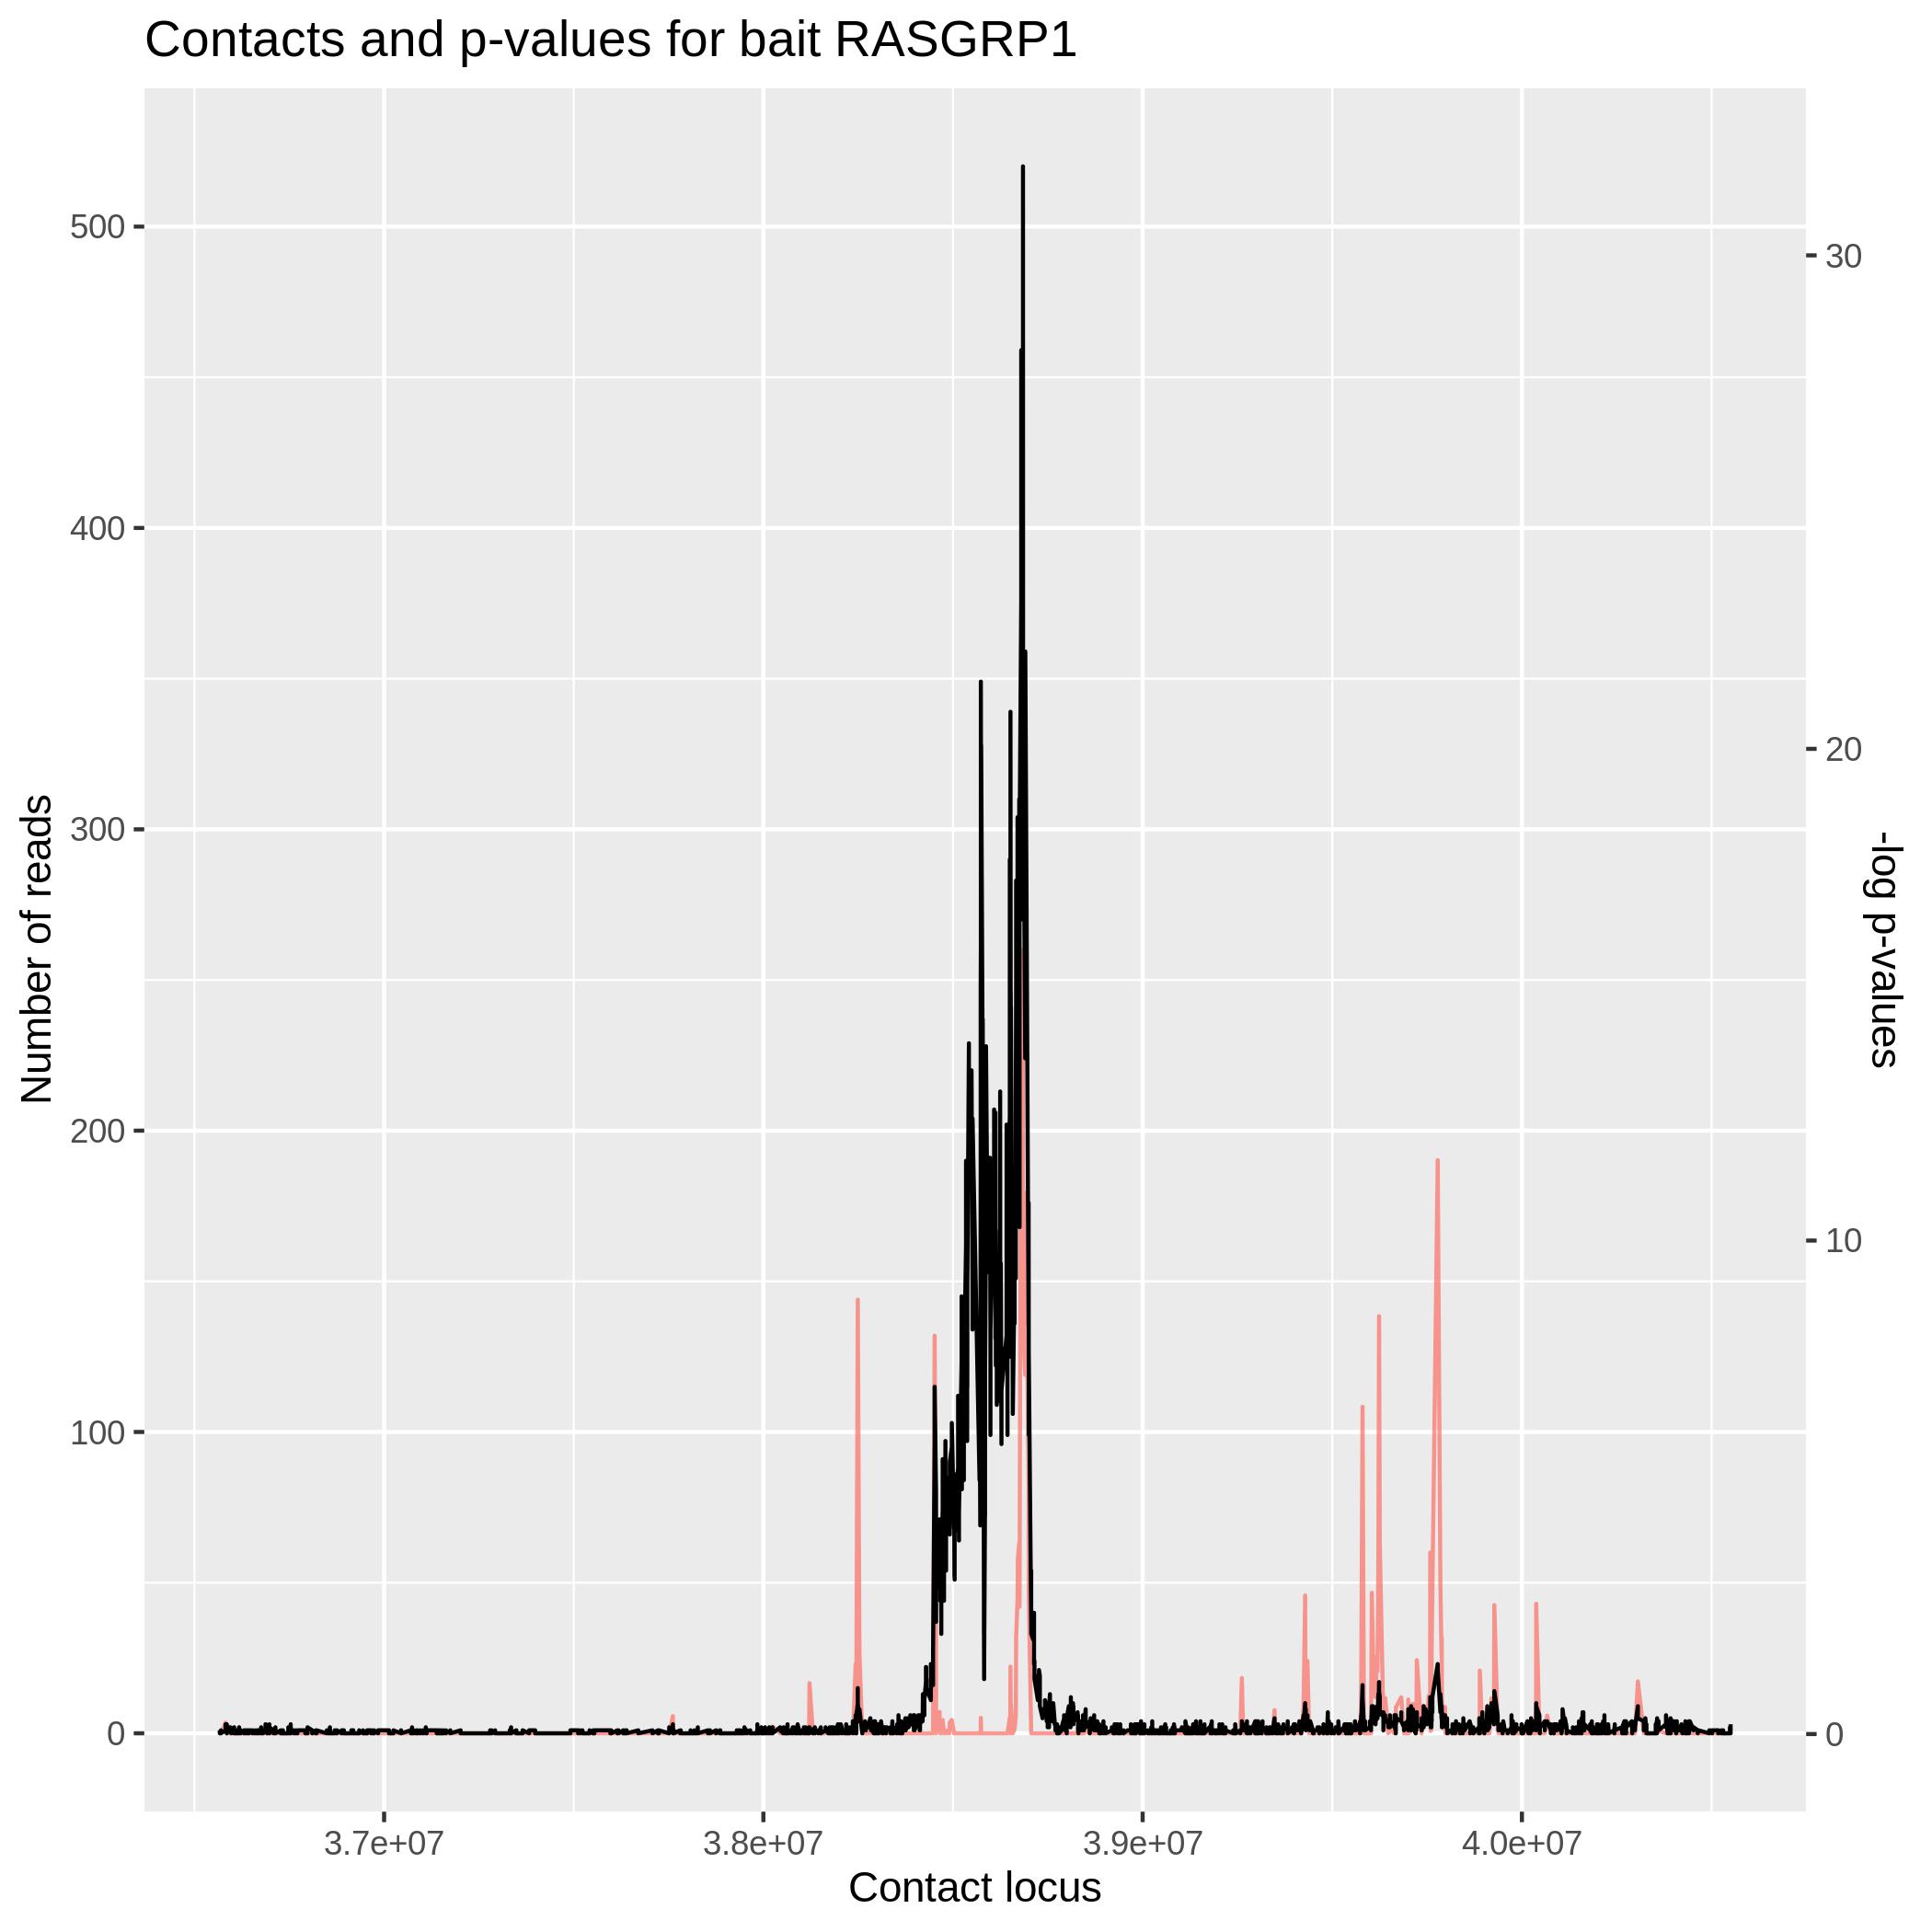 Contacts and p-values for bait RASGRP1
Number of reads
500
400
300
200
100
0
30
20
10
0
-log p-values
3.7e+07
3.8e+07
3.9e+07
4.0e+07
Contact locus